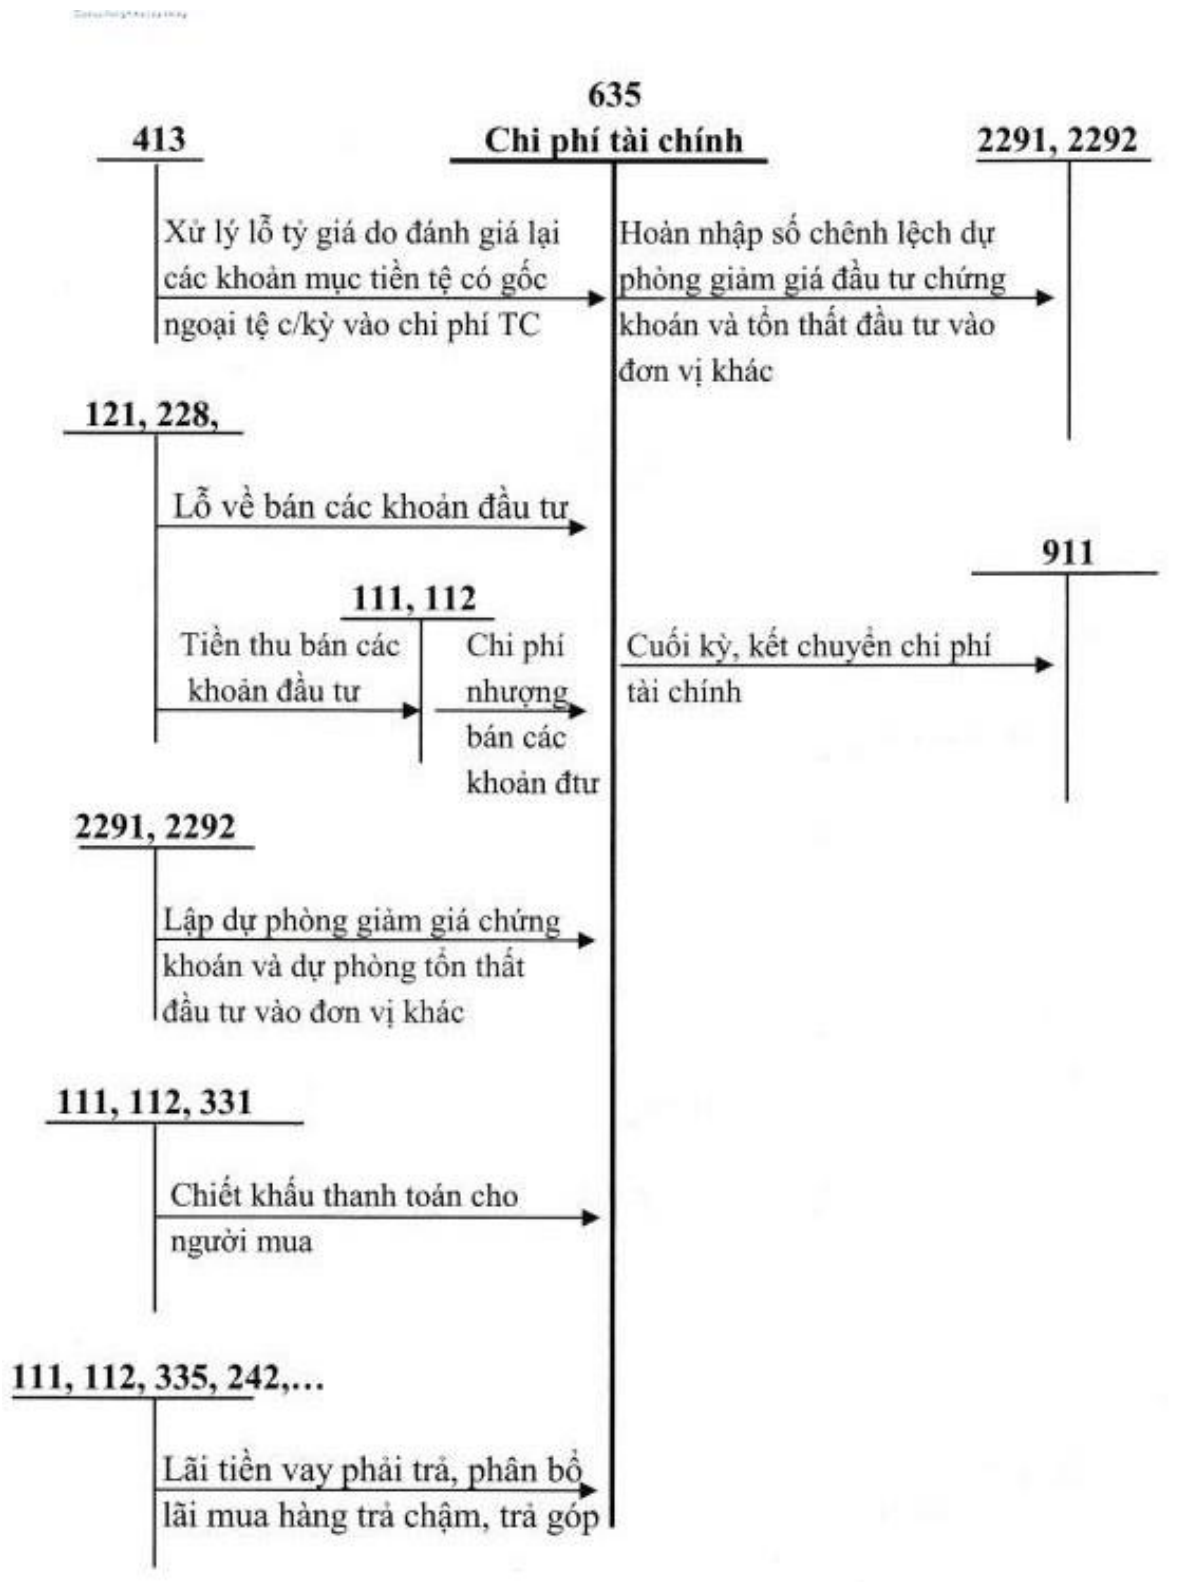 635
413
Chi phí tài chính
2291, 2292
Xử lý lỗ tỷ giá do đánh giá lại
các khoản mục tiền tệ có gốc
ngoại tệ c/kỳ vào chi phí TC
Hoàn nhập số chênh lệch dự
phòng giảm giá đầu tư chứng
khoán và tổn thất đầu tư vào
đơn vị khác
121, 228,
Lỗ về bán các khoản đầu tư
911
111, 112
Tiền thu bán các
khoản đầu tư
Chi phí
nhượng
bán các
khoản đtư
Cuối kỳ, kết chuyển chi phí
tài chính
2291, 2292
Lập dự phòng giảm giá chứng
khoán và dự phòng tổn thất
đầu tư vào đơn vị khác
111, 112, 331
Chiết khấu thanh toán cho
người mua
111, 112, 335, 242,...
Lãi tiền vay phải trả, phân bổ
lãi mua hàng trả chậm, trả góp